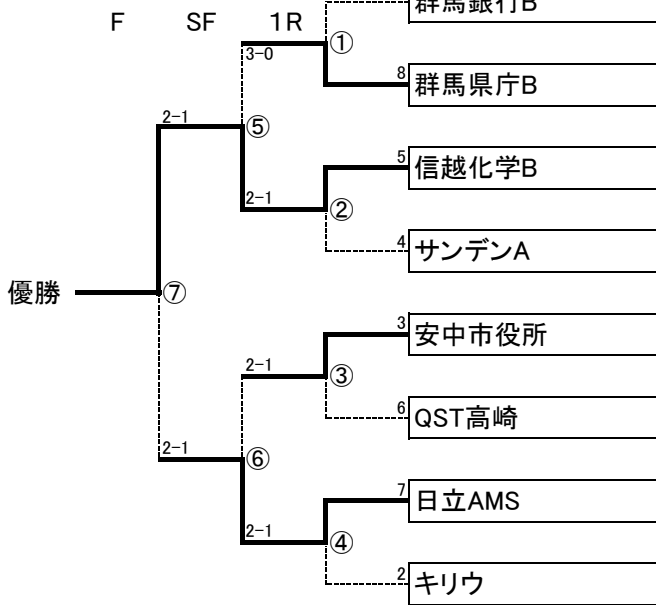 群馬銀行B
F SF 1R
①
3-0
8
群馬県庁B
2-1
⑤
5
信越化学B
2-1
②
4
サンデンA
優勝
⑦
3
安中市役所
2-1
③
6
QST高崎
2-1
⑥
7
日立AMS
2-1
④
2
キリウ